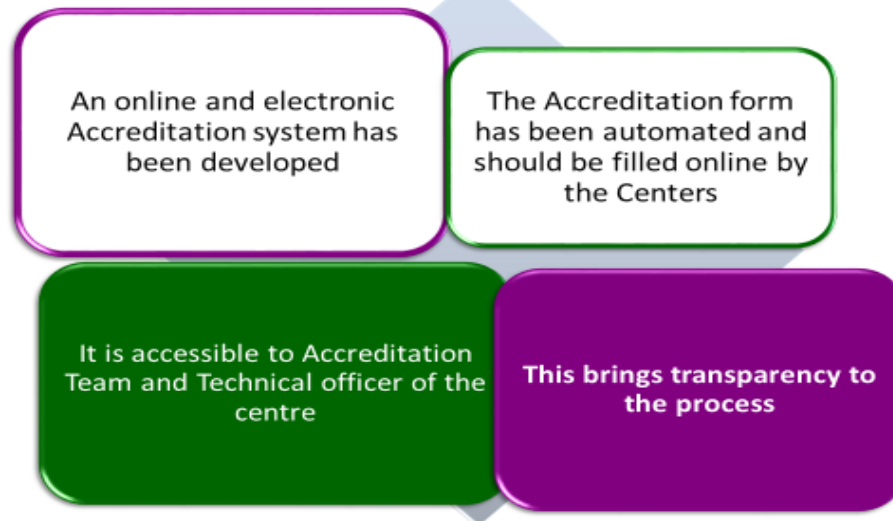 An online and electronic
Accreditation system has
been developed
The Accreditation form
has been automated and
should be filled online by
the Centers
It is accessible to Accreditation
Team and Technical officer of the
centre
This brings transparency to
the process